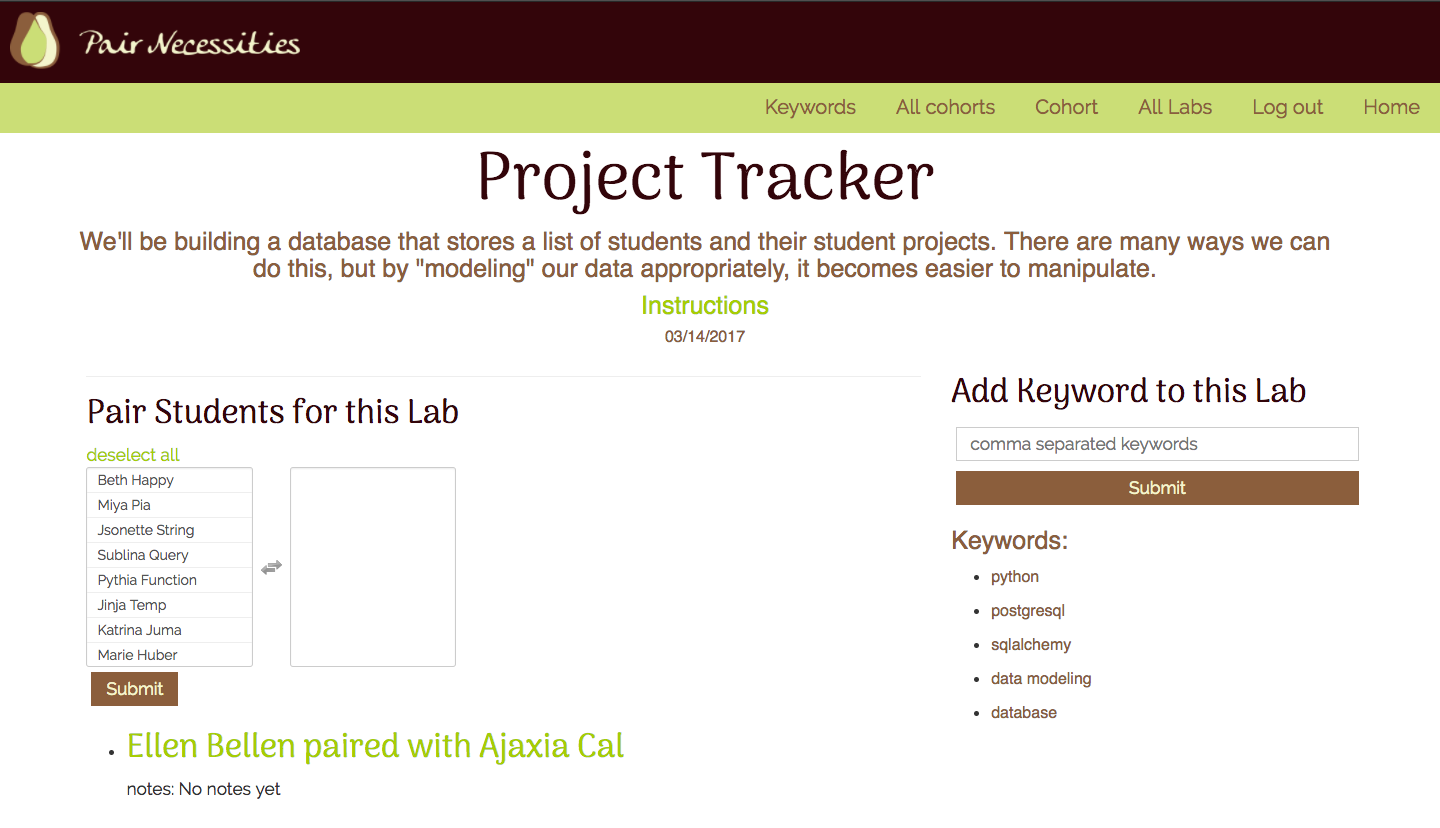 Pair Necessities
Keywords
All cohorts
Cohort
All Labs
Log out
Home
Project Tracker
We'll be building a database that stores a list of students and their student projects. There are many ways we can
do this, but by "modeling" our data appropriately, it becomes easier to manipulate.
Instructions
03/14/2017
Pair Students for this Lab
deselect all
Beth Happy
Miya Pia
Jsonette String
Sublina Query
Pythia Function
Jinja Temp
Katrina Juma
Marie Huber
Submit
Ellen Bellen paired with Ajaxia Cal
notes: No notes yet
Add Keyword to this Lab
comma separated keywords
Submit
Keywords:
python
postgresql
sqlalchemy
data modeling
database